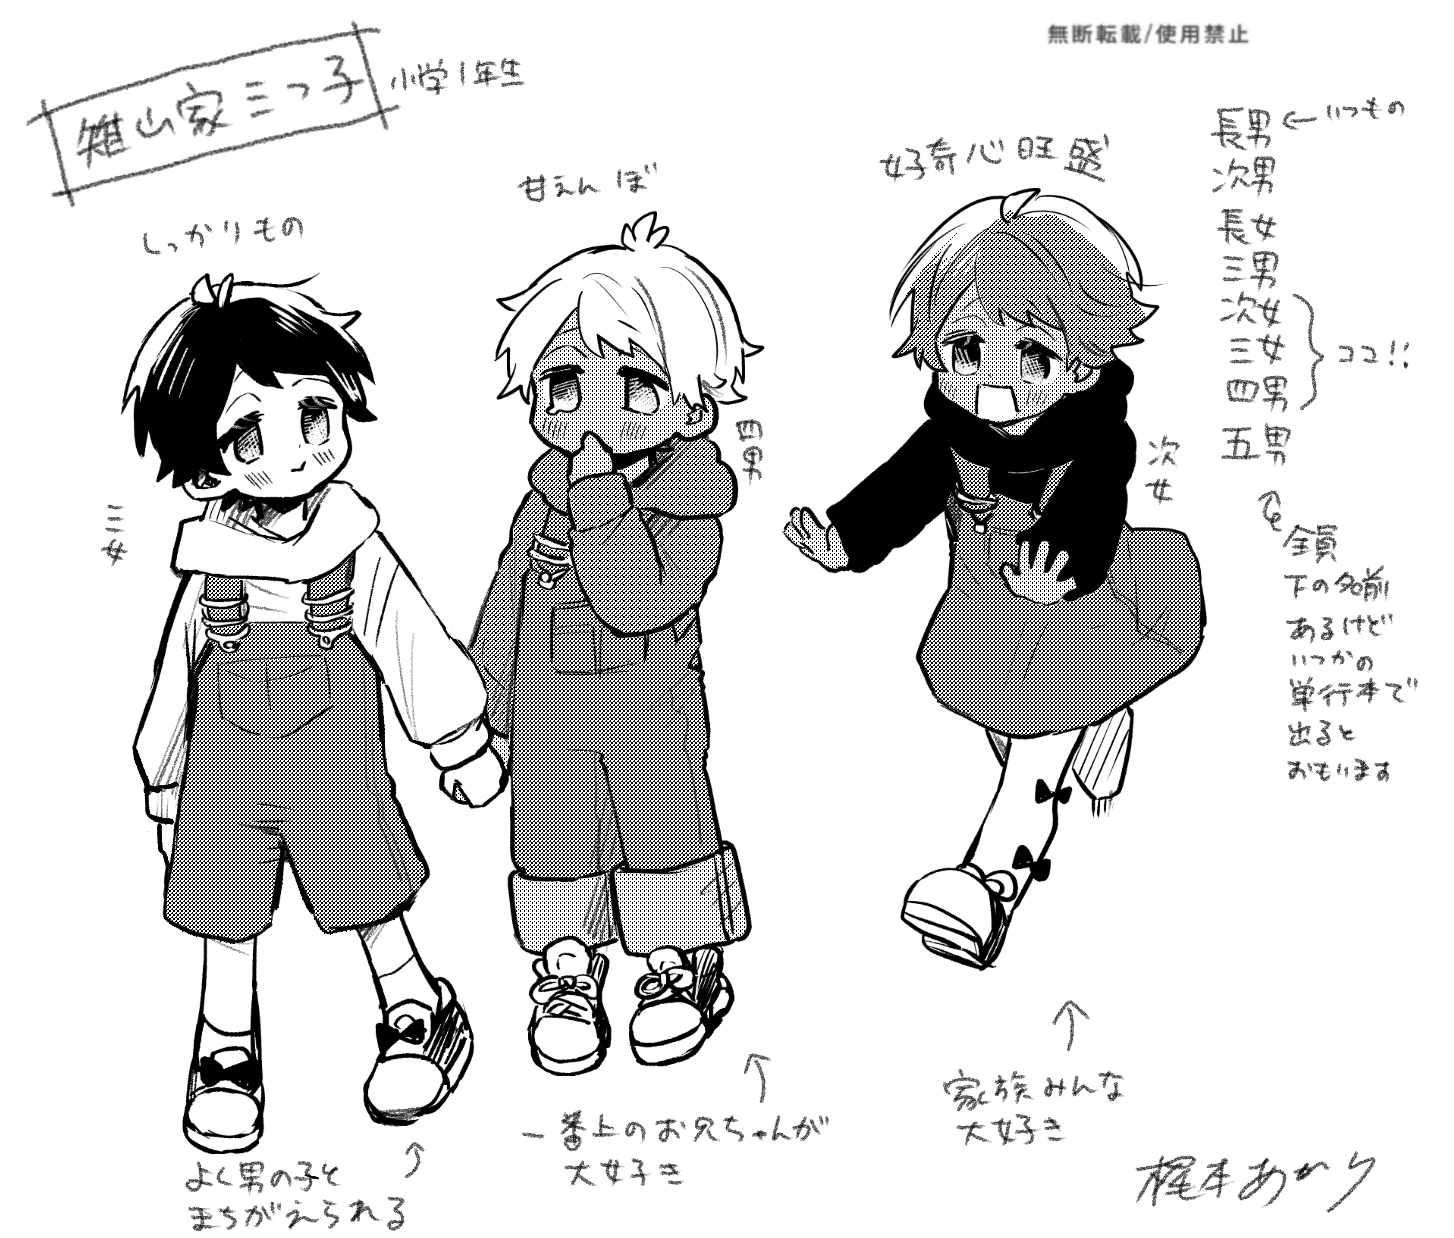 無断転載/使用禁止
雉山家三つ子
小学1年生
しっかりもの
甘えんぼ
好奇心旺盛
長男 ← いつもの
次男
長女
三男
次女
三女
四男
ココ!!
五男
全員
下の名前
あるけど
いつかの
単行本で
出ると
おもいます
三女
四男
次女
よく男の子と
まちがえられる
一番上のお兄ちゃんが
大好き
家族みんな
大好き
梶本あかり